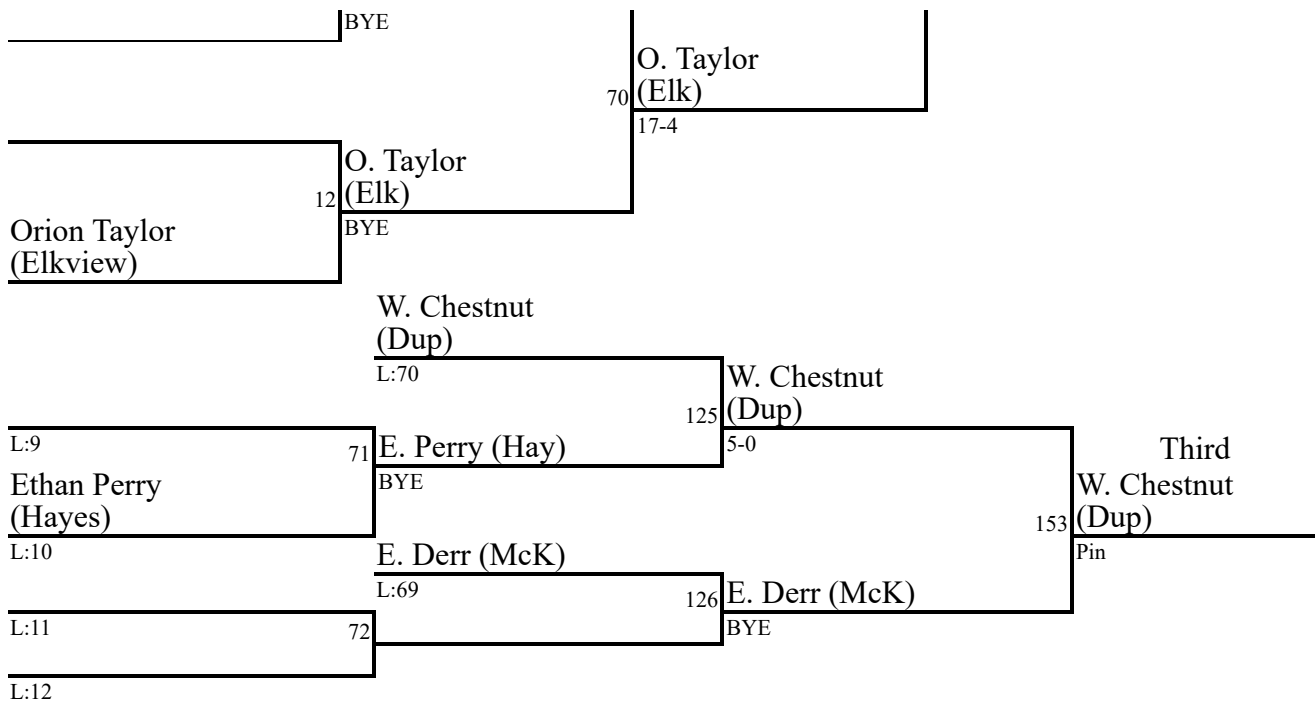 BYE
O. Taylor
(Elk)
70
17-4
O. Taylor
(Elk)
12
BYE
Orion Taylor
(Elkview)
W. Chestnut
(Dup)
L:70
W. Chestnut
(Dup)
125
5-0
L:9
71
E. Perry (Hay)
BYE
Ethan Perry
(Hayes)
L:10
Third
W. Chestnut
(Dup)
153
Pin
E. Derr (McK)
L:69
126
E. Derr (McK)
BYE
L:11
72
L:12